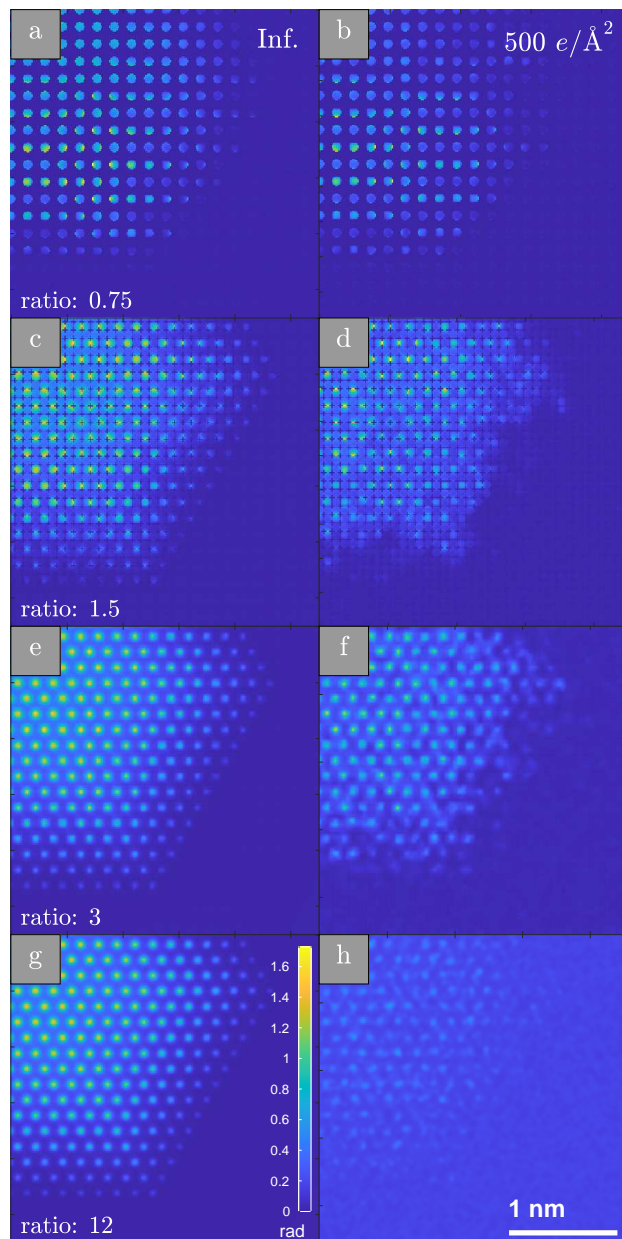 a
Inf.
b
500 e/Å²
ratio: 0.75
c
d
ratio: 1.5
e
f
ratio: 3
g
h
1.6
1.4
1.2
1
0.8
0.6
0.4
0.2
0
rad
ratio: 12
1 nm